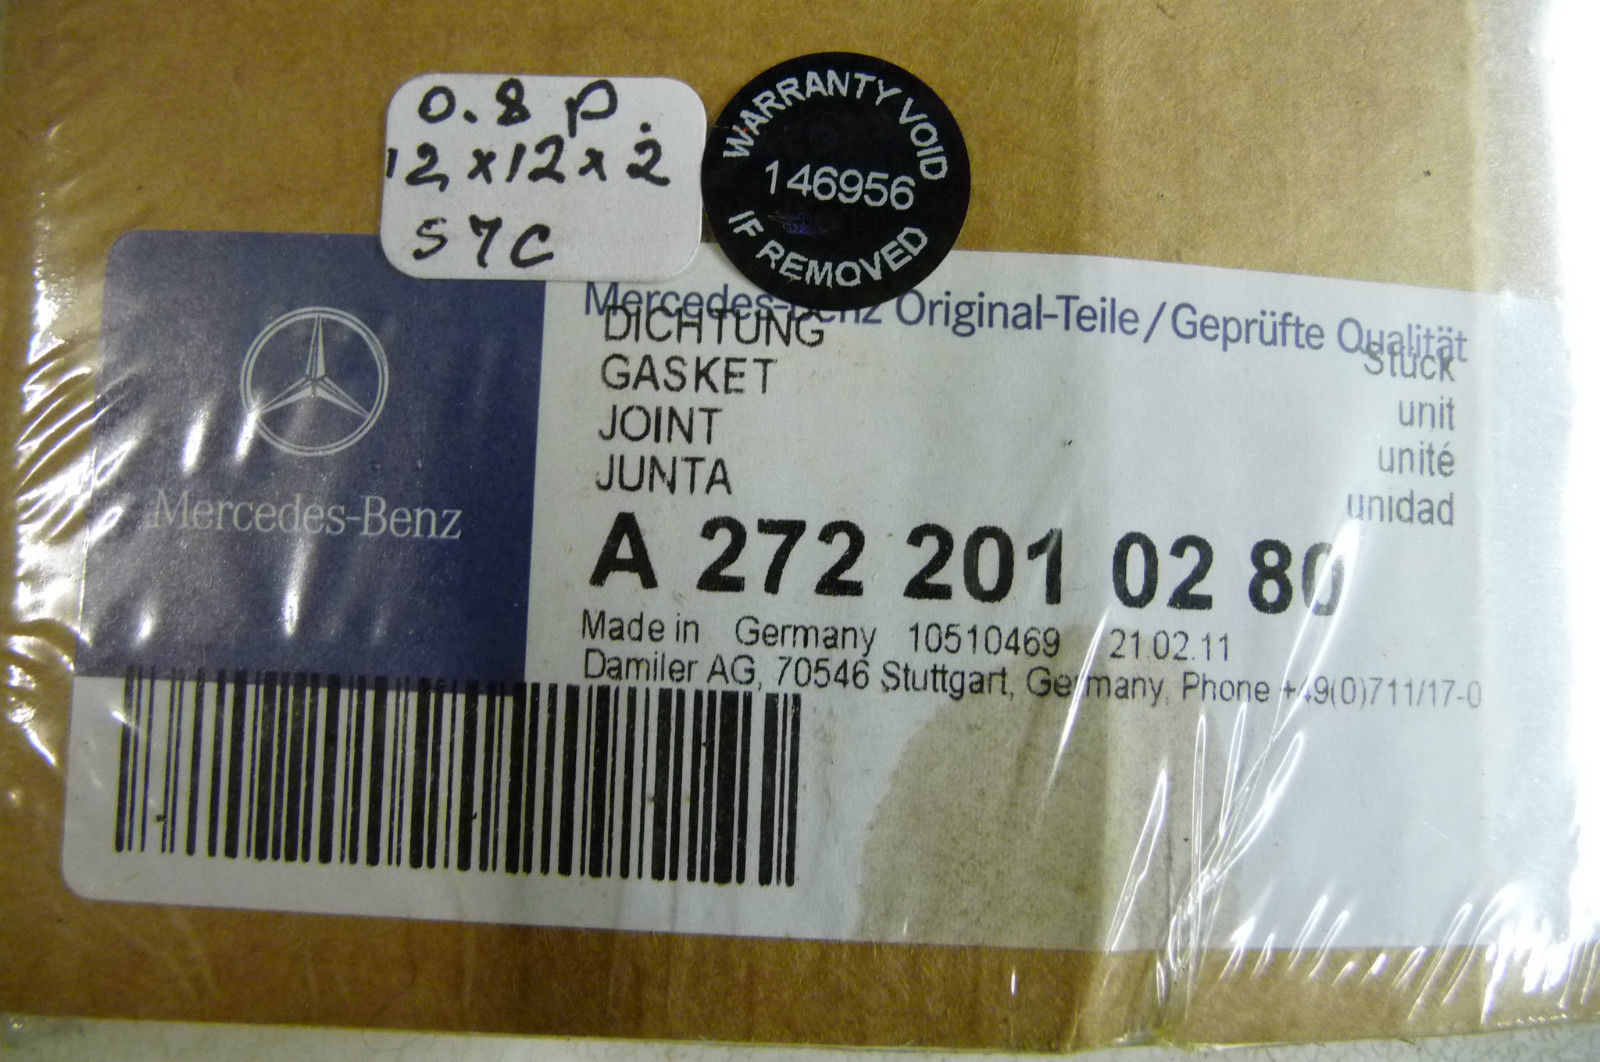 0.8 P.
12 x 12 x 2
S7C
WARRANTY VOID
146956
IF REMOVED
Mercedes-Benz Original-Teile / Geprüfte Qualität
DICHTUNG Stück
GASKET unit
JOINT unité
JUNTA unidad
Mercedes-Benz
A 272 201 02 80
Made in Germany 10510469 21.02.11
Damiler AG, 70546 Stuttgart, Germany, Phone +49(0)711/17-0